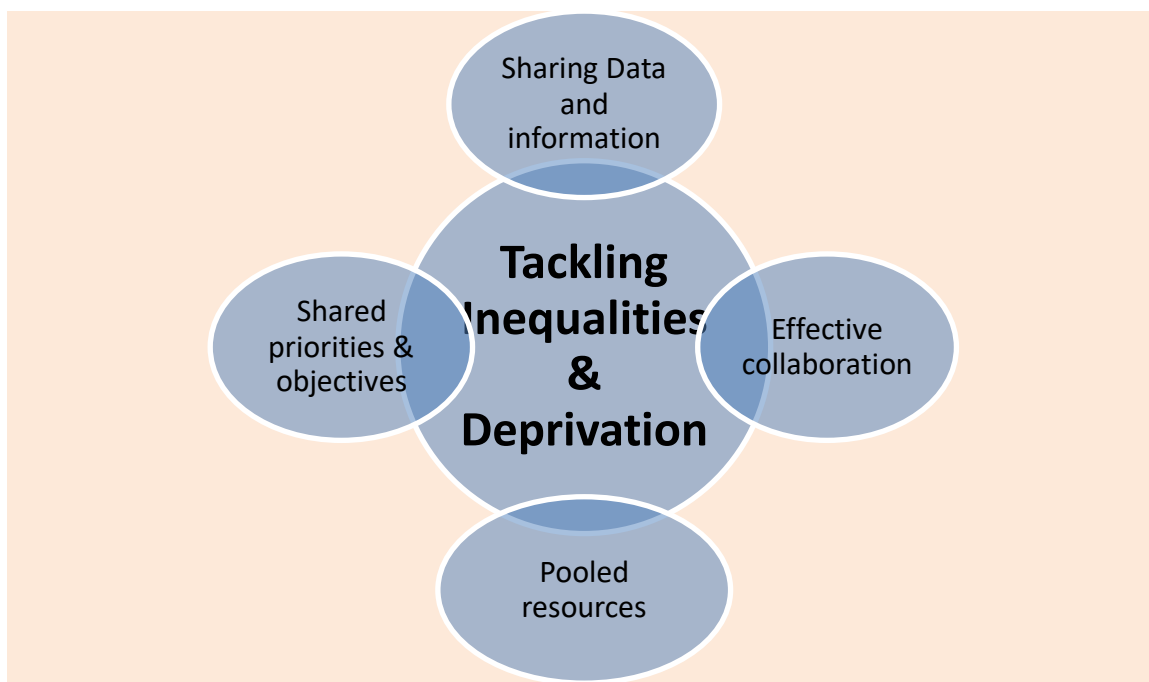 Sharing Data
and
information
Tackling
Inequalities
&
Deprivation
Shared
priorities &
objectives
Effective
collaboration
Pooled
resources